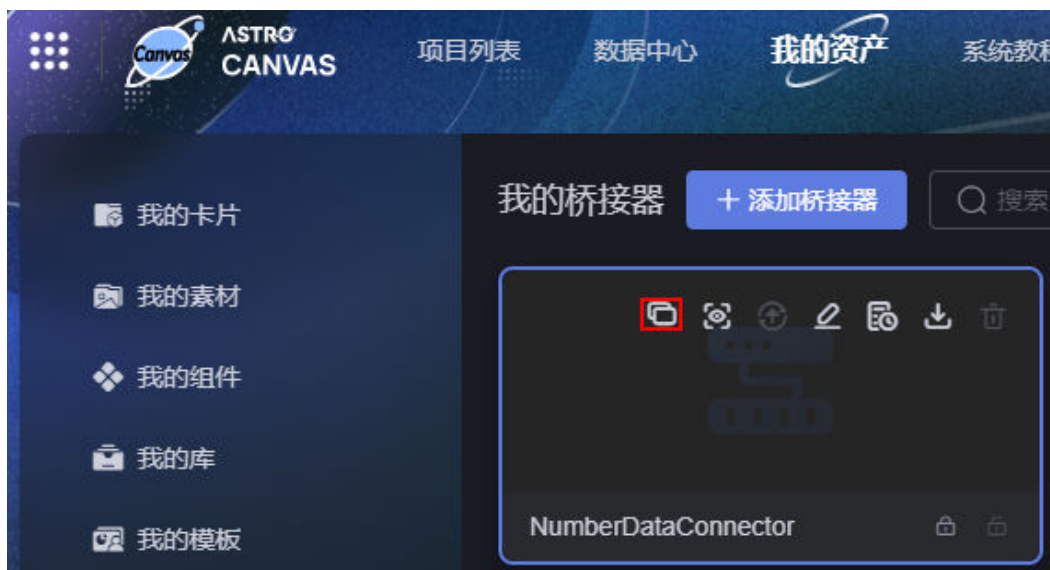 Canvas
ASTRO
CANVAS
项目列表
数据中心
我的资产
系统教程
我的卡片
我的素材
我的组件
我的库
我的模板
我的桥接器
+ 添加桥接器
搜索
NumberDataConnector